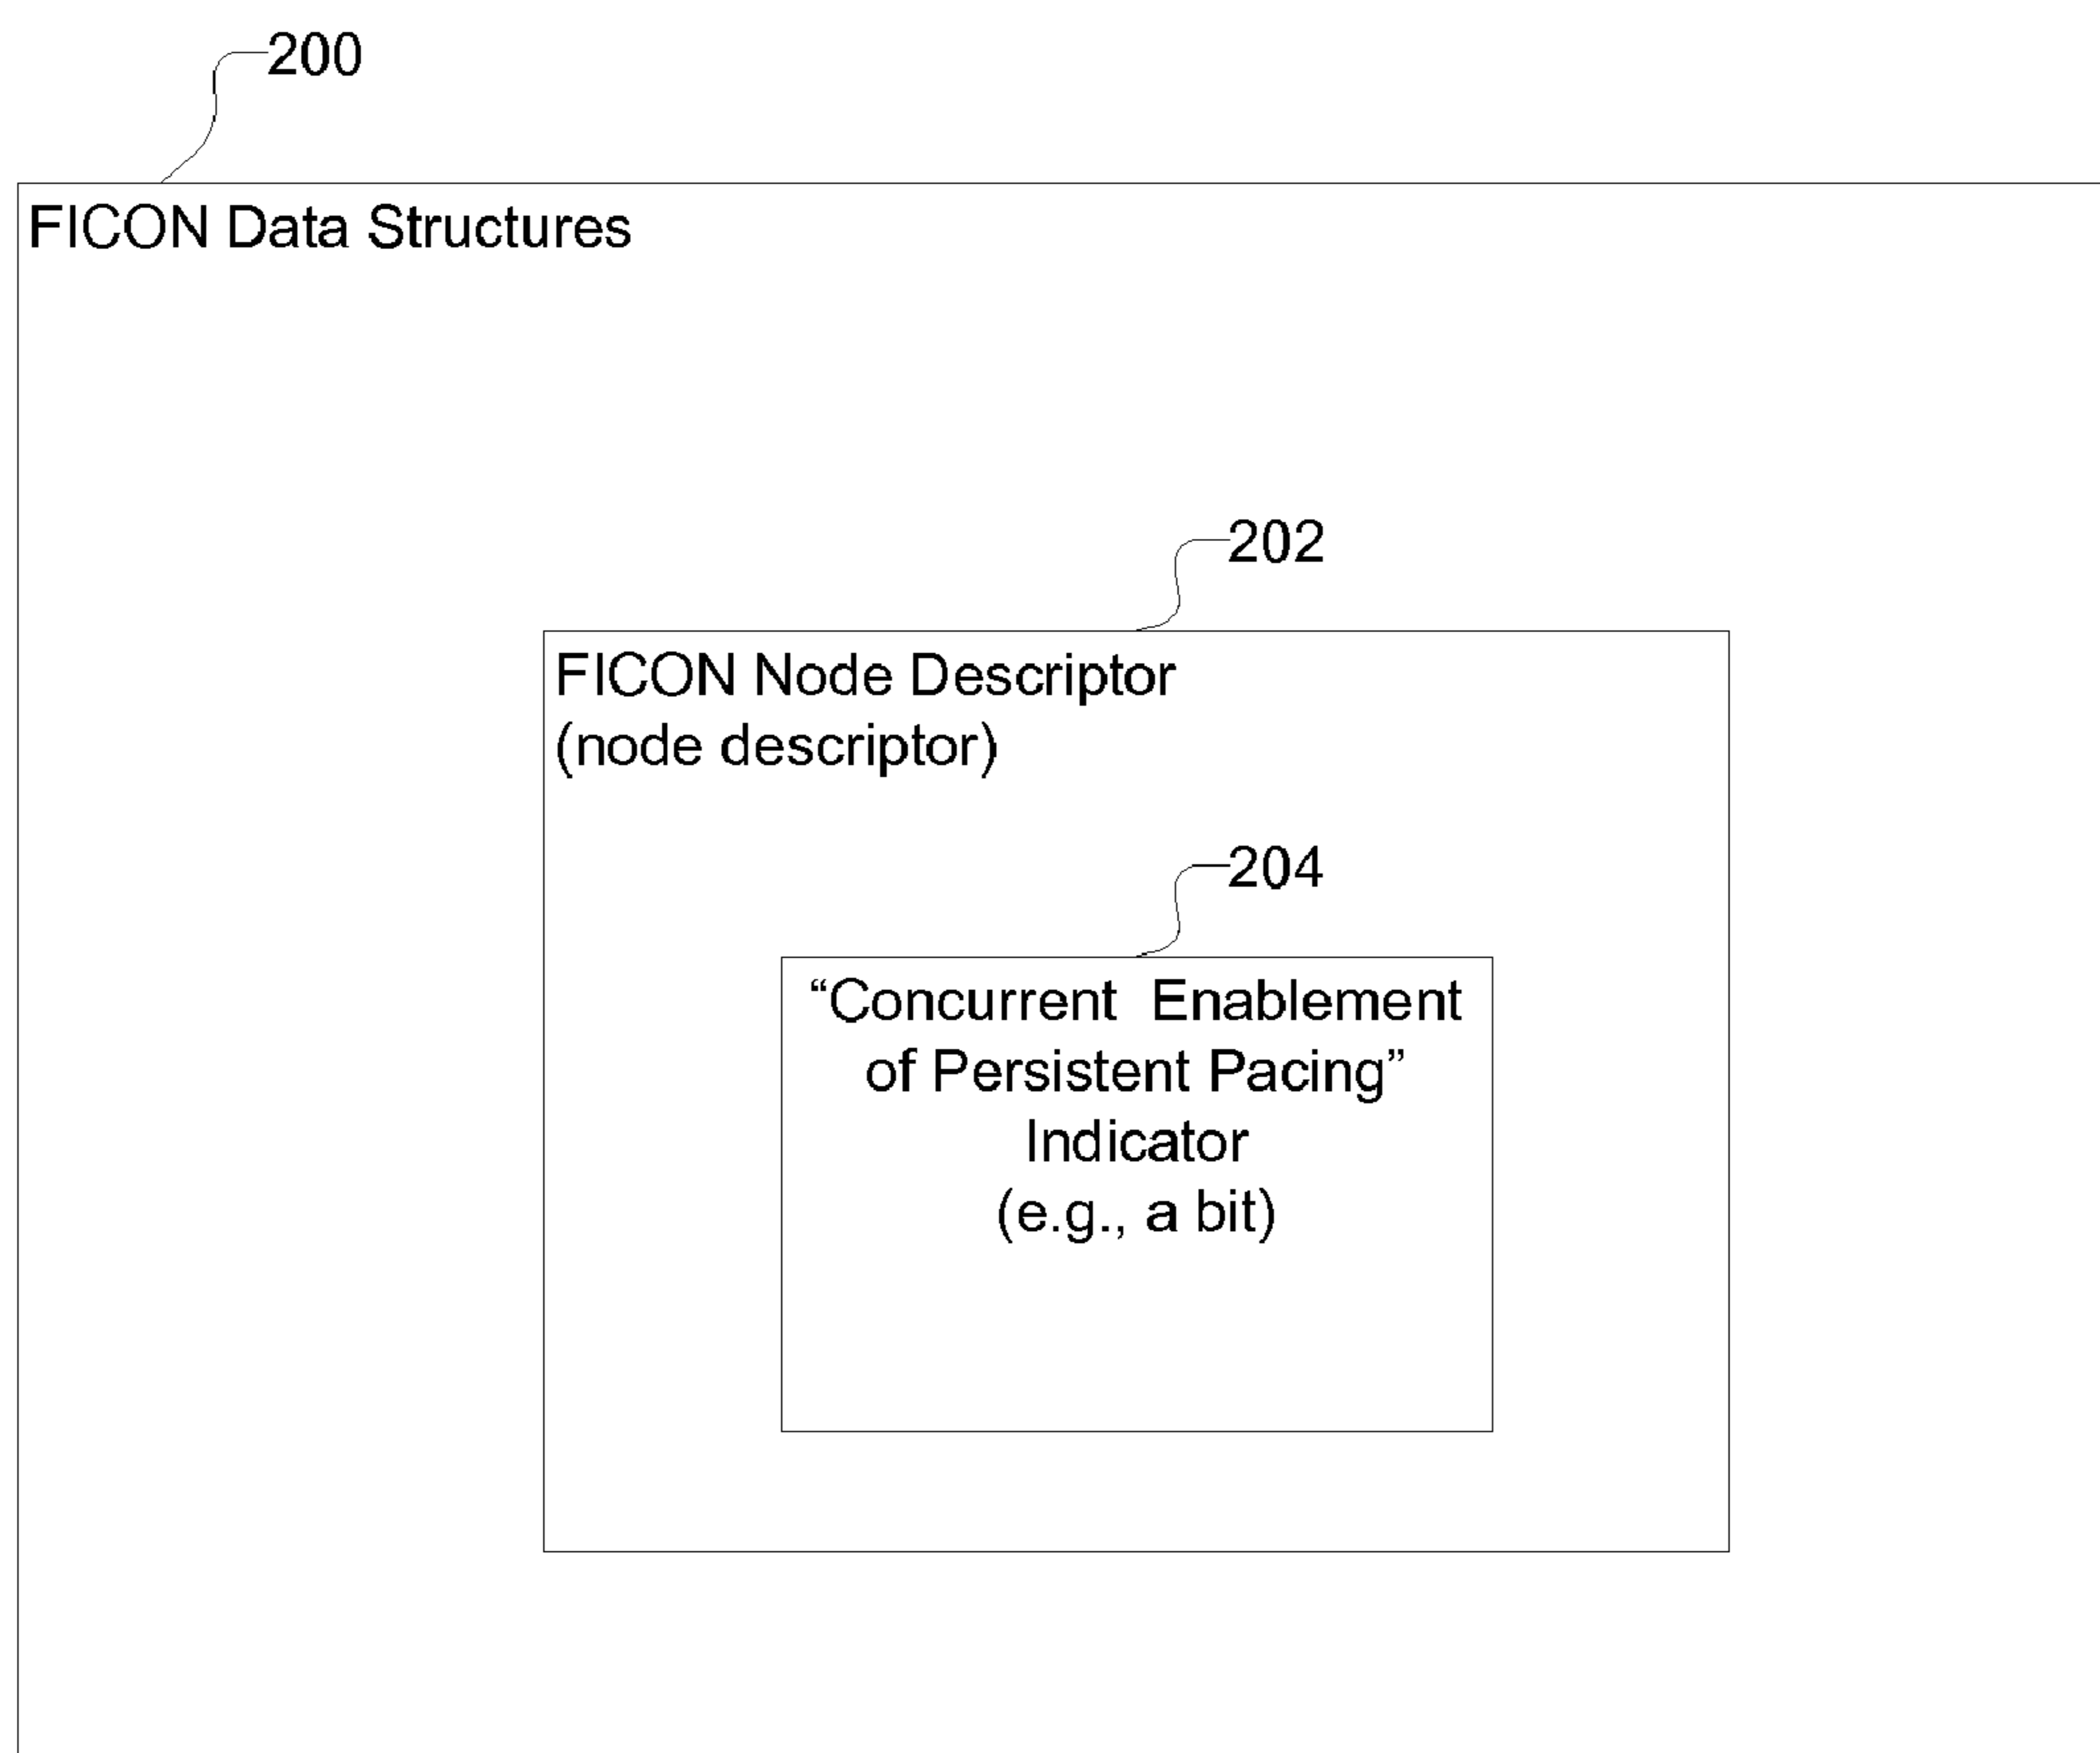 200
FICON Data Structures
202
FICON Node Descriptor
(node descriptor)
204
“Concurrent Enablement
of Persistent Pacing”
Indicator
(e.g., a bit)